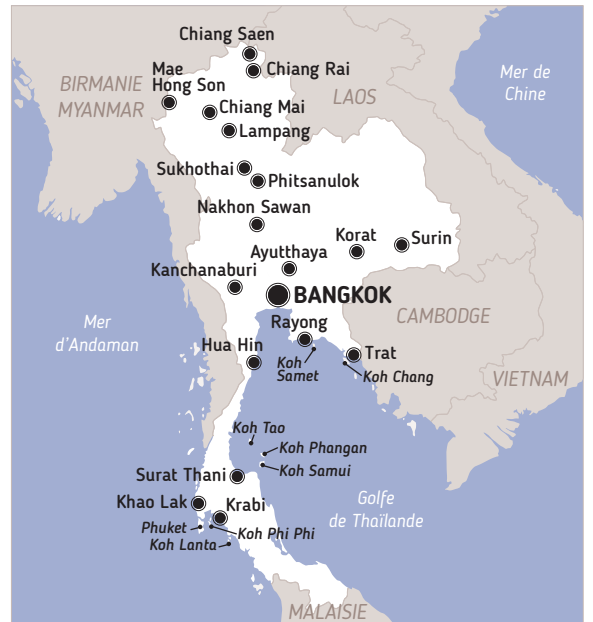 Chiang Saen
Mae
Hong Son
Chiang Rai
BIRMANIE
MYANMAR
LAOS
Mer de
Chine
Chiang Mai
Lampang
Sukhothai
Phitsanulok
Nakhon Sawan
Korat
Surin
Ayutthaya
Kanchanaburi
BANGKOK
CAMBODGE
Rayong
Mer
d'Andaman
Hua Hin
Koh
Samet
Trat
Koh Chang
VIETNAM
Koh Tao
Koh Phangan
Koh Samui
Surat Thani
Khao Lak
Krabi
Golfe
de Thaïlande
Phuket
Koh Phi Phi
Koh Lanta
MALAISIE